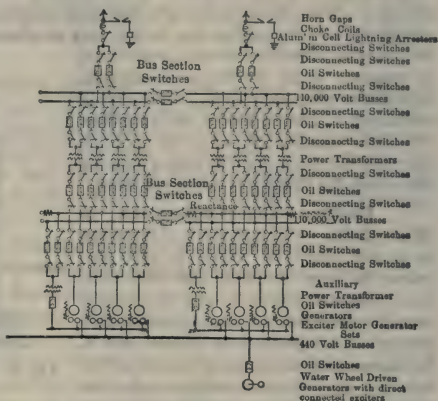 Horn Gaps
Choke Coils
Alum'm Cell Lightning Arresters
Disconnecting Switches
Disconnecting Switches
Bus Section
Switches
Oil Switches
Disconnecting Switches
110,000 Volt Busses
Disconnecting Switches
Oil Switches
Disconnecting Switches
Power Transformers
Disconnecting Switches
Bus Section
Switches
Oil Switches
Reactance
Disconnecting Switches
110,000 Volt Busses
Disconnecting Switches
Oil Switches
Disconnecting Switches
Auxiliary
Power Transformer
Oil Switches
Generators
Exciter Motor Generator
Sets
440 Volt Busses
Oil Switches
Water Wheel Driven
Generators with direct
connected exciters